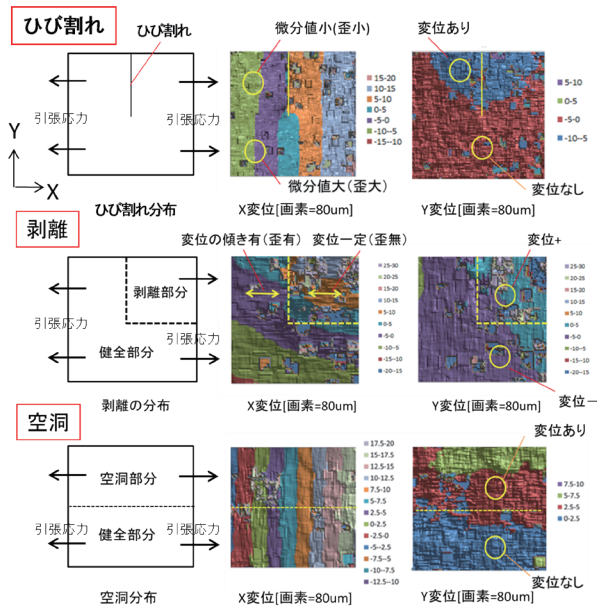 ひび割れ
ひび割れ
微分値小(歪小)
変位あり
引張応力
引張応力
Y
X
15-20
10-15
5-10
0-5
-5-0
-10--5
-15--10
5-10
0-5
-5-0
-10--5
微分値大(歪大)
変位なし
ひび割れ分布
X変位[画素=80um]
Y変位[画素=80um]
剥離
変位の傾き有(歪有)
変位一定(歪無)
変位+
剥離部分
引張応力
引張応力
健全部分
25-30
20-25
15-20
10-15
5-10
0-5
-5-0
-10--5
-15--10
-20--15
25-30
20-25
15-20
10-15
5-10
0-5
-5-0
-10--5
-15--10
-20--15
変位ー
剥離の分布
X変位[画素=80um]
Y変位[画素=80um]
空洞
変位あり
空洞部分
引張応力
引張応力
健全部分
17.5-20
15-17.5
12.5-15
10-12.5
7.5-10
5-7.5
2.5-5
0-2.5
-2.5-0
-5--2.5
-7.5--5
-10--7.5
-12.5--10
7.5-10
5-7.5
2.5-5
0-2.5
変位なし
空洞分布
X変位[画素=80um]
Y変位[画素=80um]